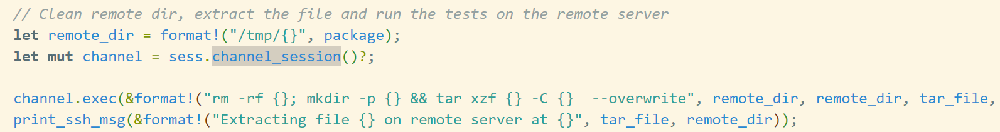 // Clean remote dir, extract the file and run the tests on the remote server
let remote_dir = format!("/tmp/{}", package);
let mut channel = sess.channel_session()?;
channel.exec(&format!("rm -rf {}; mkdir -p {} && tar xzf {} -C {}  --overwrite", remote_dir, remote_dir, tar_file,
print_ssh_msg(&format!("Extracting file {} on remote server at {}", tar_file, remote_dir));